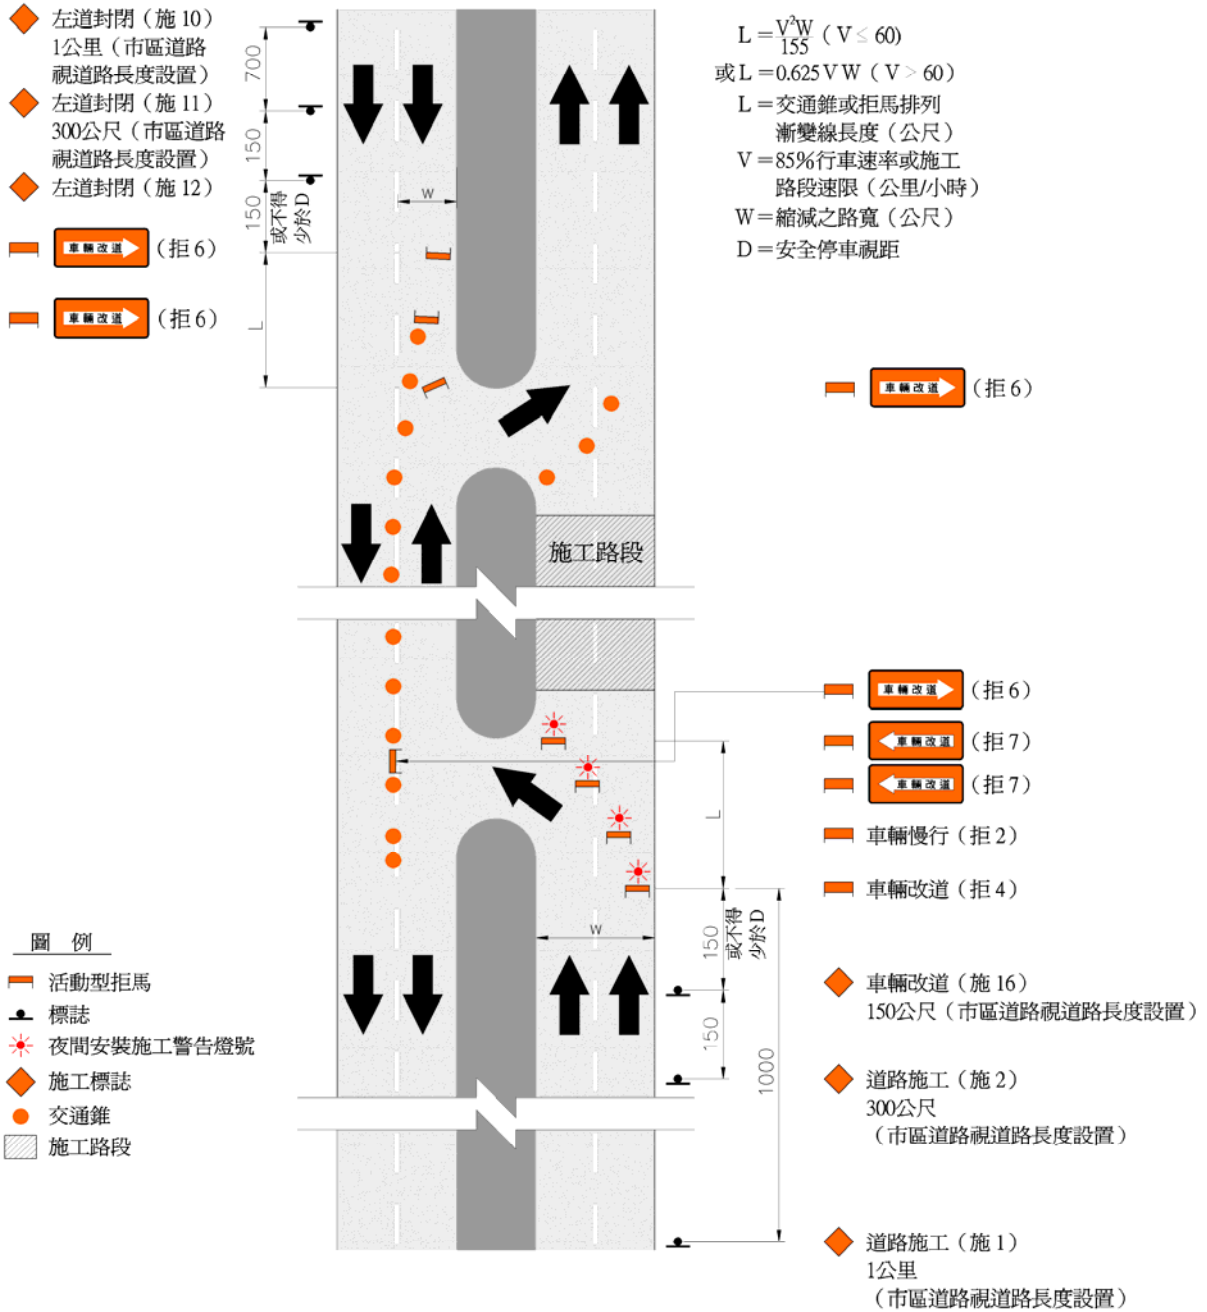 左道封閉（施 10）
1公里（市區道路
視道路長度設置）
左道封閉（施 11）
300公尺（市區道路
視道路長度設置）
左道封閉（施 12）
車輛改道（拒 6）
車輛改道（拒 6）
700
150
150
或不得
少於D
L
W
L＝V²W/155（V ≤ 60）
或 L＝0.625 V W（V > 60）
L＝交通錐或拒馬排列
漸變線長度（公尺）
V＝85%行車速率或施工
路段速限（公里/小時）
W＝縮減之路寬（公尺）
D＝安全停車視距
車輛改道（拒 6）
施工路段
車輛改道（拒 6）
車輛改道（拒 7）
車輛改道（拒 7）
車輛慢行（拒 2）
車輛改道（拒 4）
L
W
150
或不得
少於D
150
1000
車輛改道（施 16）
150公尺（市區道路視道路長度設置）
道路施工（施 2）
300公尺
（市區道路視道路長度設置）
道路施工（施 1）
1公里
（市區道路視道路長度設置）
圖 例
活動型拒馬
標誌
夜間安裝施工警告燈號
施工標誌
交通錐
施工路段